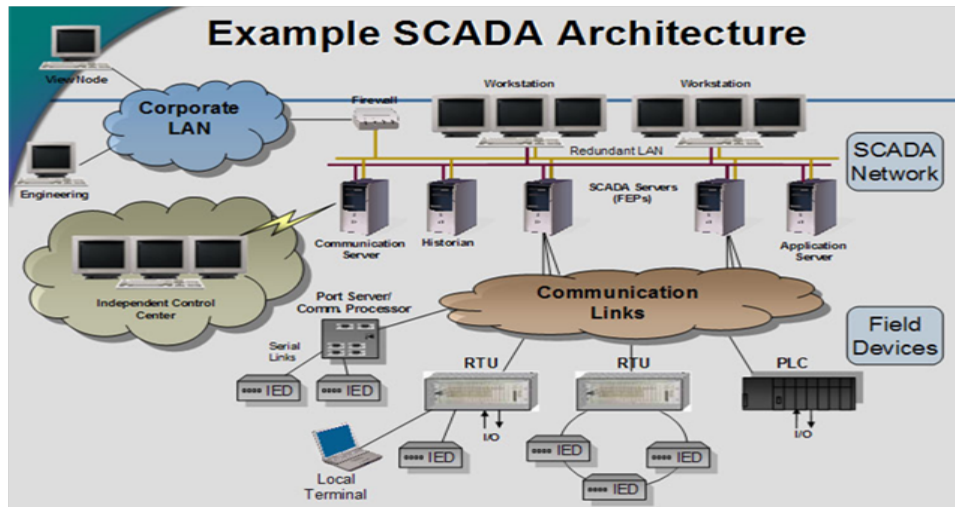 Example SCADA Architecture
View Node
Corporate
LAN
Firewall
Workstation
Workstation
Redundant LAN
SCADA
Network
Engineering
SCADA Servers
(FEPs)
Communication
Server
Historian
Application
Server
Independent Control
Center
Port Server/
Comm. Processor
Communication
Links
Field
Devices
Serial
Links
RTU
RTU
PLC
IED
IED
I/O
I/O
IED
IED
IED
IED
Local
Terminal